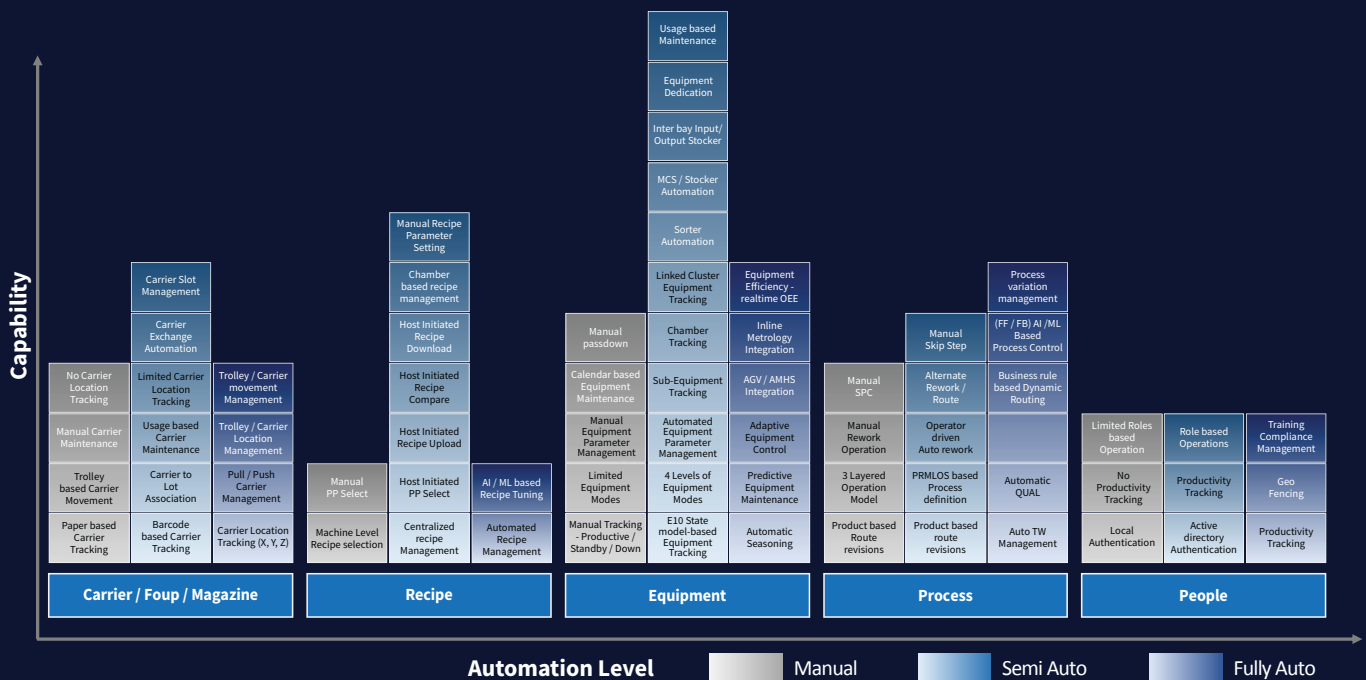 Capability
No Carrier
Location
Tracking
Manual Carrier
Maintenance
Trolley
based Carrier
Movement
Paper based
Carrier
Tracking
Carrier Slot
Management
Carrier
Exchange
Automation
Limited Carrier
Location
Tracking
Usage based
Carrier
Maintenance
Carrier to
Lot
Association
Barcode
based Carrier
Tracking
Trolley / Carrier
movement
Management
Trolley / Carrier
Location
Management
Pull / Push
Carrier
Management
Carrier Location
Tracking (X, Y, Z)
Carrier / Foup / Magazine
Manual
PP Select
Machine Level
Recipe selection
Manual Recipe
Parameter
Setting
Chamber
based recipe
management
Host Initiated
Recipe
Download
Host Initiated
Recipe
Compare
Host Initiated
Recipe Upload
Host Initiated
PP Select
Centralized
recipe
Management
AI / ML based
Recipe Tuning
Automated
Recipe
Management
Recipe
Manual
passdown
Calendar based
Equipment
Maintenance
Manual
Equipment
Parameter
Management
Limited
Equipment
Modes
Manual Tracking
- Productive /
Standby / Down
Usage based
Maintenance
Equipment
Dedication
Inter bay Input/
Output Stocker
MCS / Stocker
Automation
Sorter
Automation
Linked Cluster
Equipment
Tracking
Chamber
Tracking
Sub-Equipment
Tracking
Automated
Equipment
Parameter
Management
4 Levels of
Equipment
Modes
E10 State
model-based
Equipment
Tracking
Equipment
Efficiency -
realtime OEE
Inline
Metrology
Integration
AGV / AMHS
Integration
Adaptive
Equipment
Control
Predictive
Equipment
Maintenance
Automatic
Seasoning
Equipment
Manual
SPC
Manual
Rework
Operation
3 Layered
Operation
Model
Product based
Route
revisions
Manual
Skip Step
Alternate
Rework /
Route
Operator
driven
Auto rework
PRMLOS based
Process
definition
Product based
route
revisions
Process
variation
management
(FF / FB) AI /ML
Based
Process Control
Business rule
based Dynamic
Routing
Automatic
QUAL
Auto TW
Management
Process
Limited Roles
based
Operation
No
Productivity
Tracking
Local
Authentication
Role based
Operations
Productivity
Tracking
Active
directory
Authentication
Training
Compliance
Management
Geo
Fencing
Productivity
Tracking
People
Automation Level
Manual
Semi Auto
Fully Auto